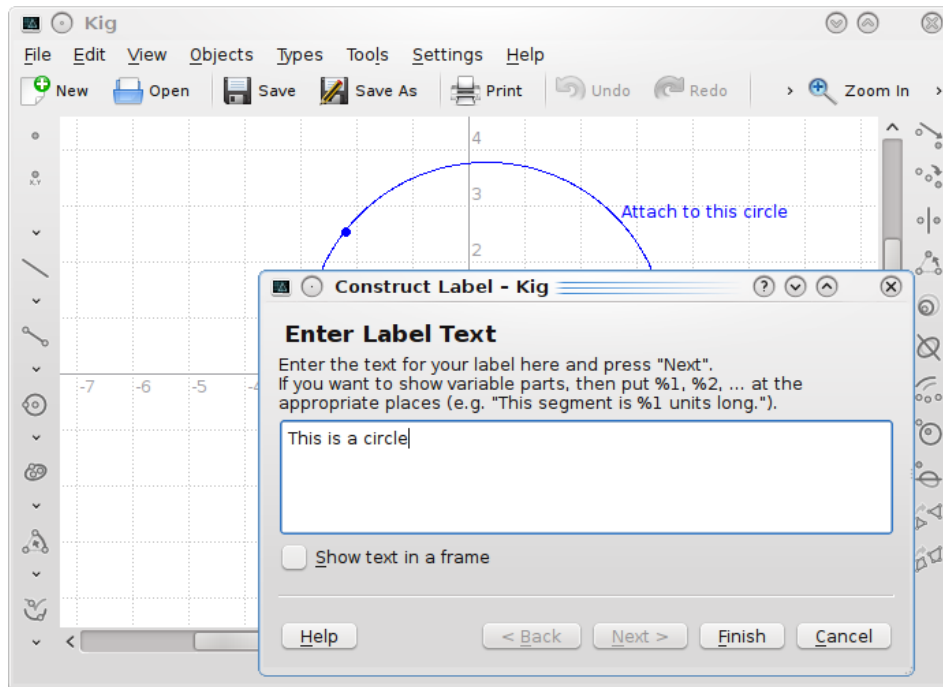 Kig
File Edit View Objects Types Tools Settings Help
New Open Save Save As Print Undo Redo > Zoom In >
X,Y
4
3
Attach to this circle
2
Construct Label – Kig
Enter Label Text
Enter the text for your label here and press "Next".
If you want to show variable parts, then put %1, %2, ... at the
appropriate places (e.g. "This segment is %1 units long.").
-7 -6 -5 -4
This is a circle
Show text in a frame
Help < Back Next > Finish Cancel